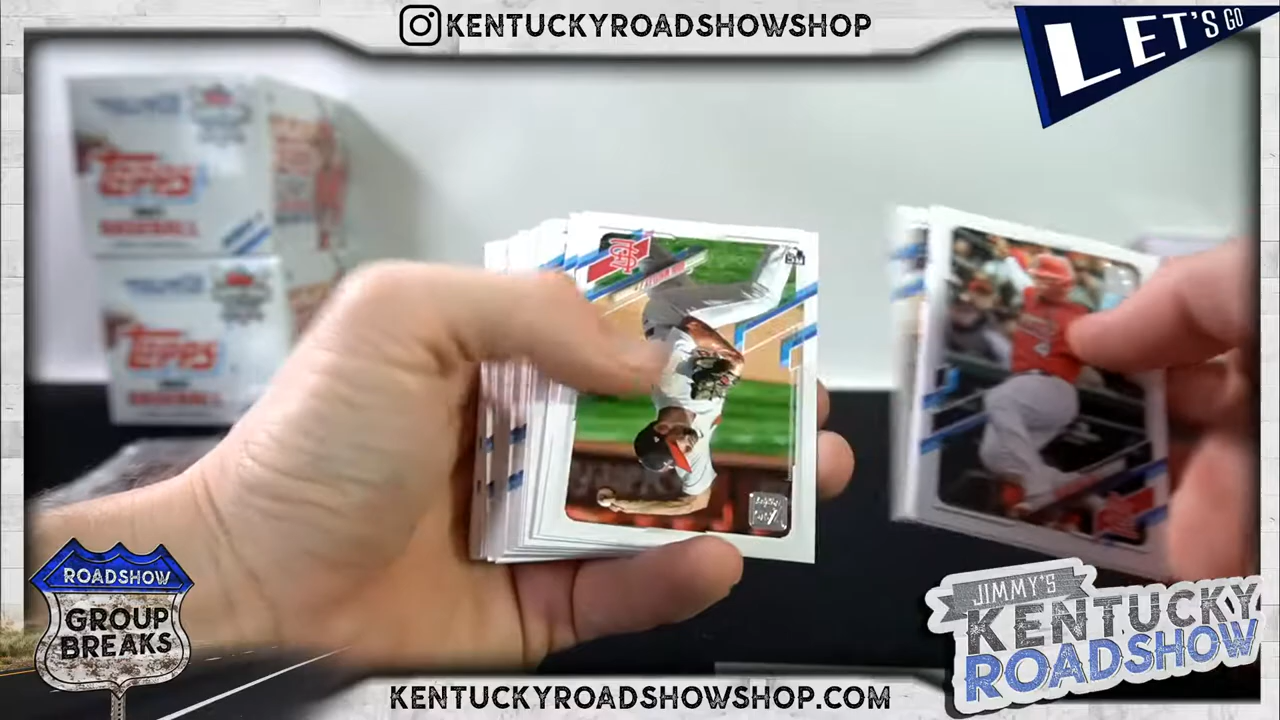 KENTUCKYROADSHOWSHOP
LET'S GO
TOPPS
BASEBALL
TOPPS
BASEBALL
ROADSHOW
GROUP
BREAKS
JIMMY'S
KENTUCKY
ROADSHOW
KENTUCKYROADSHOWSHOP.COM